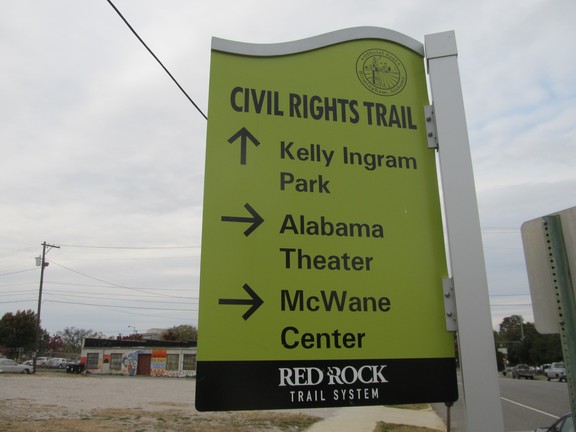 CIVIL RIGHTS TRAIL
Kelly Ingram
Park
Alabama
Theater
McWane
Center
RED ROCK
TRAIL SYSTEM